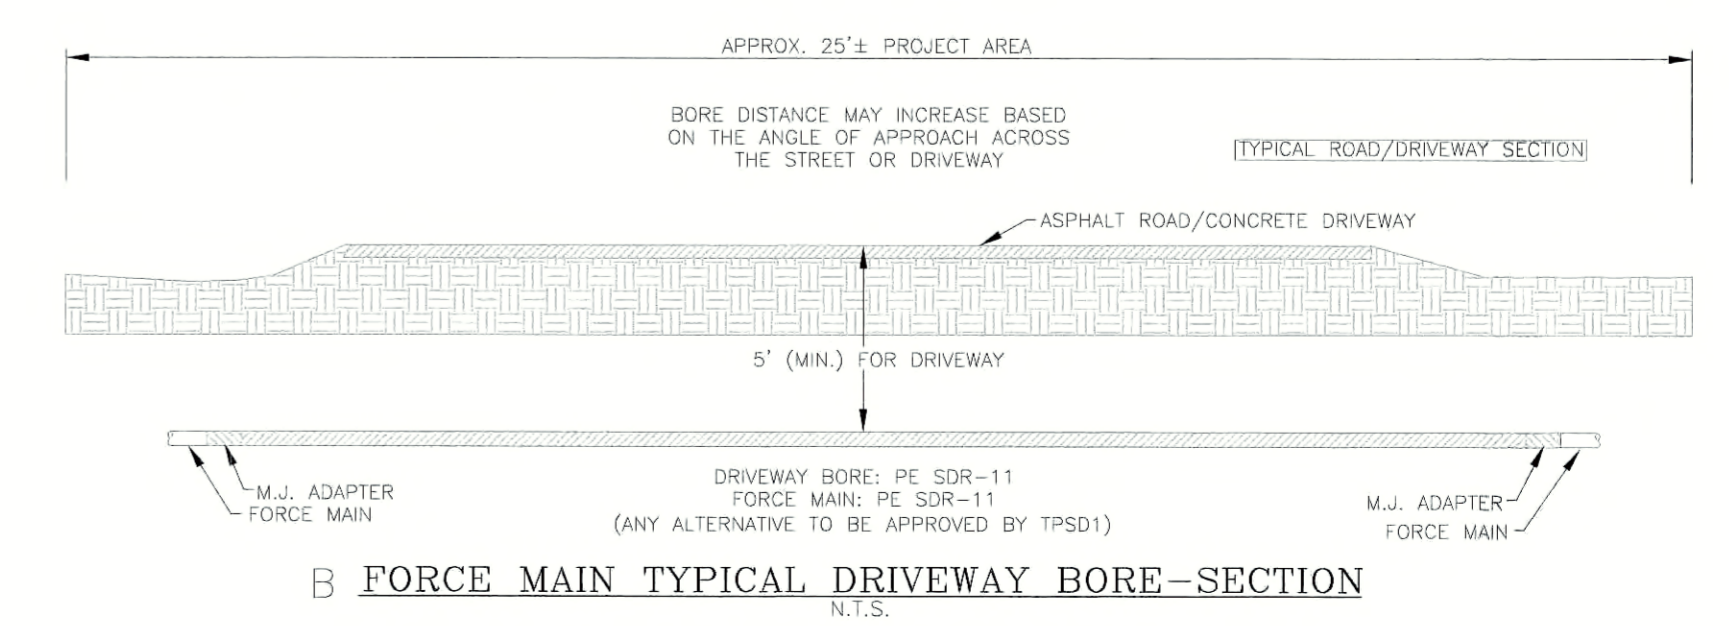 APPROX. 25'± PROJECT AREA
BORE DISTANCE MAY INCREASE BASED
ON THE ANGLE OF APPROACH ACROSS
THE STREET OR DRIVEWAY
TYPICAL ROAD/DRIVEWAY SECTION
ASPHALT ROAD/CONCRETE DRIVEWAY
5' (MIN.) FOR DRIVEWAY
M.J. ADAPTER
FORCE MAIN
DRIVEWAY BORE: PE SDR-11
FORCE MAIN: PE SDR-11
(ANY ALTERNATIVE TO BE APPROVED BY TPSD1)
M.J. ADAPTER
FORCE MAIN
B FORCE MAIN TYPICAL DRIVEWAY BORE-SECTION
N.T.S.